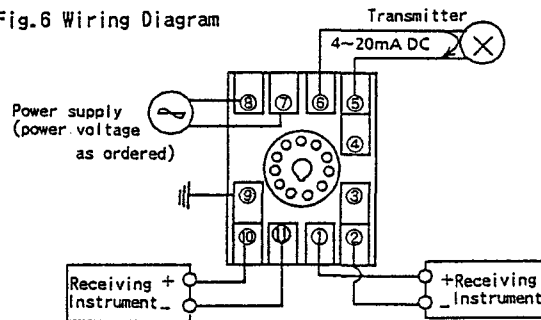 Fig.6 Wiring Diagram
Transmitter
4~20mA DC
Power supply
(power voltage
as ordered)
⑧ ⑦ ⑥ ⑤
④
⑨ ③
⑩ ⑪ ① ②
Receiving +
Instrument -
+Receiving
-Instrument